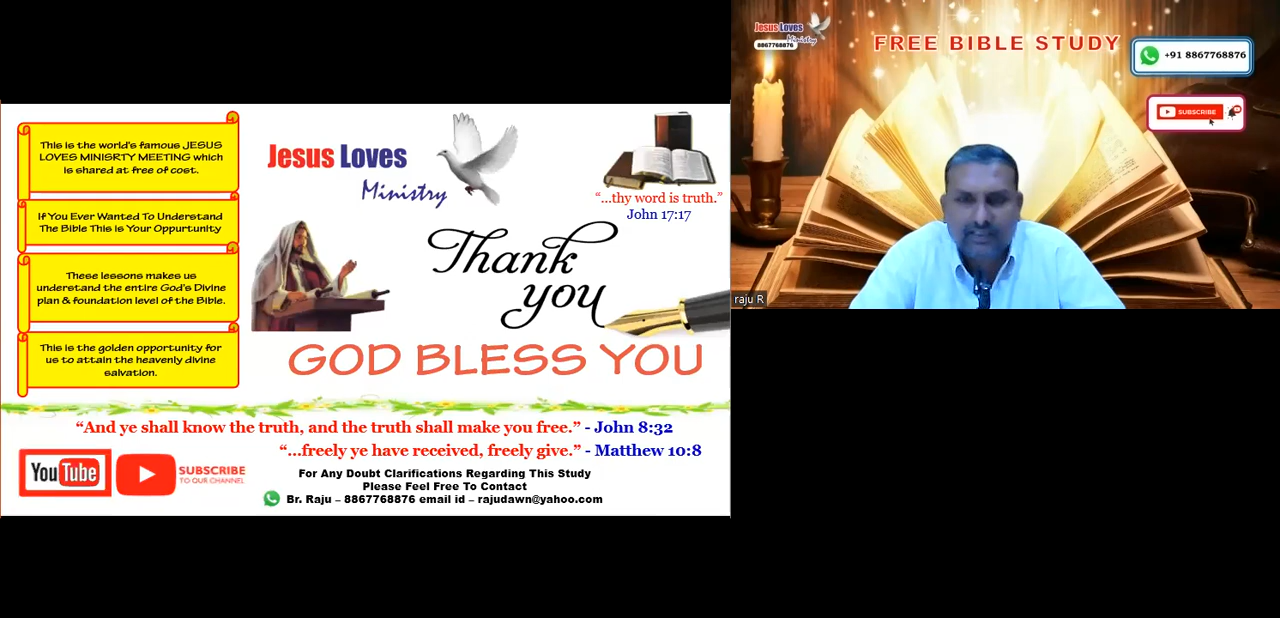 This is the world's famous JESUS
LOVES MINISRTY MEETING which
is shared at free of cost.
If You Ever Wanted To Understand
The Bible This is Your Oppurtunity
These lessons makes us
understand the entire God's Divine
plan & foundation level of the Bible.
This is the golden opportunity for
us to attain the heavenly divine
salvation.
Jesus Loves
Ministry
“...thy word is truth.”
John 17:17
Thank
you
GOD BLESS YOU
“And ye shall know the truth, and the truth shall make you free.” - John 8:32
“...freely ye have received, freely give.” - Matthew 10:8
You Tube
SUBSCRIBE
TO OUR CHANNEL
For Any Doubt Clarifications Regarding This Study
Please Feel Free To Contact
Br. Raju – 8867768876 email id – rajudawn@yahoo.com
Jesus Loves
Ministry
8867768876
FREE BIBLE STUDY
+91 8867768876
SUBSCRIBE
raju R